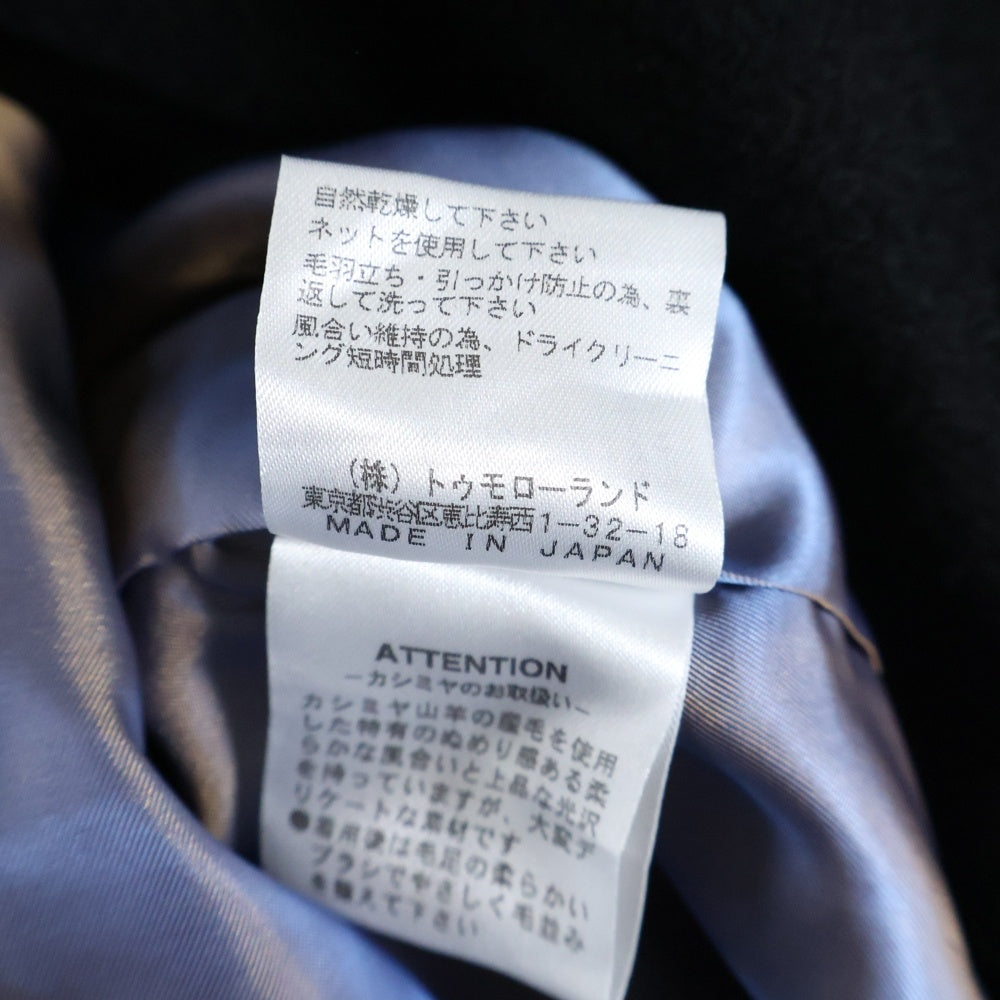 自然乾燥して下さい
ネットを使用して下さい
毛羽立ち・引っかけ防止の為、裏
返して洗って下さい
風合い維持の為、ドライクリーニ
ング短時間処理
(株)トゥモローランド
東京都渋谷区恵比寿西1-32-18
MADE IN JAPAN
ATTENTION
−カシミヤのお取扱い−
カシミヤ山羊の産毛を使用
した特有のぬめり感ある柔
らかな風合いと上品な光沢
を持っていますが、大変デ
リケートな素材です
●着用後は毛足の柔らかい
ブラシでやさしく毛並み
を揃えて下さい